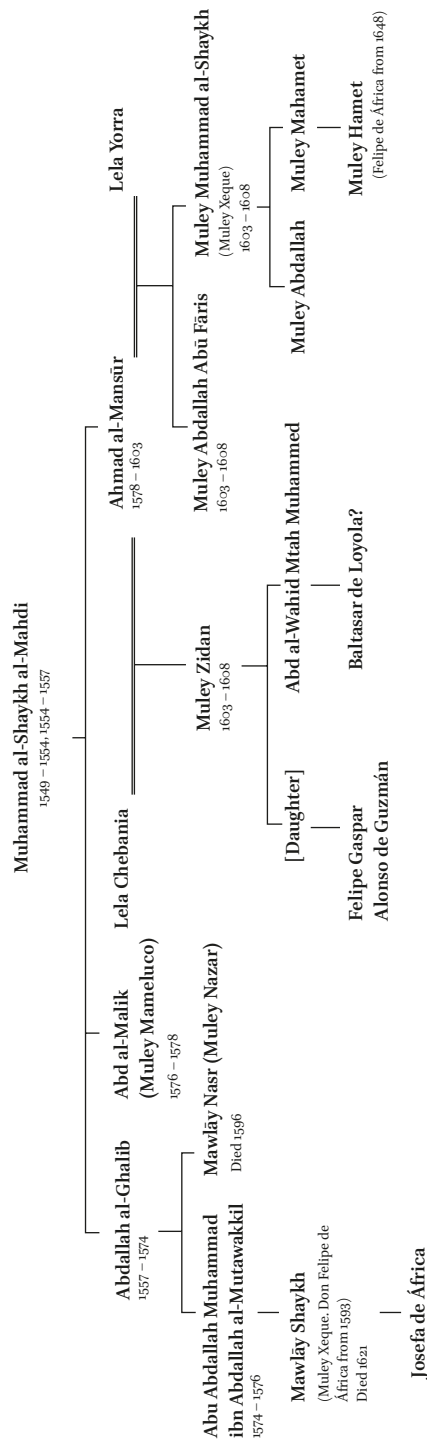 Muhammad al-Shaykh al-Mahdi
1549 – 1554, 1554 – 1557
Abdallah al-Ghalib
1557 – 1574
Abd al-Malik
(Muley Mameluco)
1576 – 1578
Lela Chebania
Ahmad al-Mansūr
1578 – 1603
Lela Yorra
Abu Abdallah Muhammad
ibn Abdallah al-Mutawakkil
1574 – 1576
Mawlāy Nasr (Muley Nazar)
Died 1596
Muley Zidan
1603 – 1608
Muley Abdallah Abū Fāris
1603 – 1608
Muley Muhammad al-Shaykh
(Muley Xeque)
1603 – 1608
Mawlāy Shaykh
(Muley Xeque. Don Felipe de
África from 1593)
Died 1621
[Daughter]
Abd al-Wahid Mtah Muhammed
Muley Abdallah
Muley Mahamet
Josefa de África
Felipe Gaspar
Alonso de Guzmán
Baltasar de Loyola?
Muley Hamet
(Felipe de África from 1648)